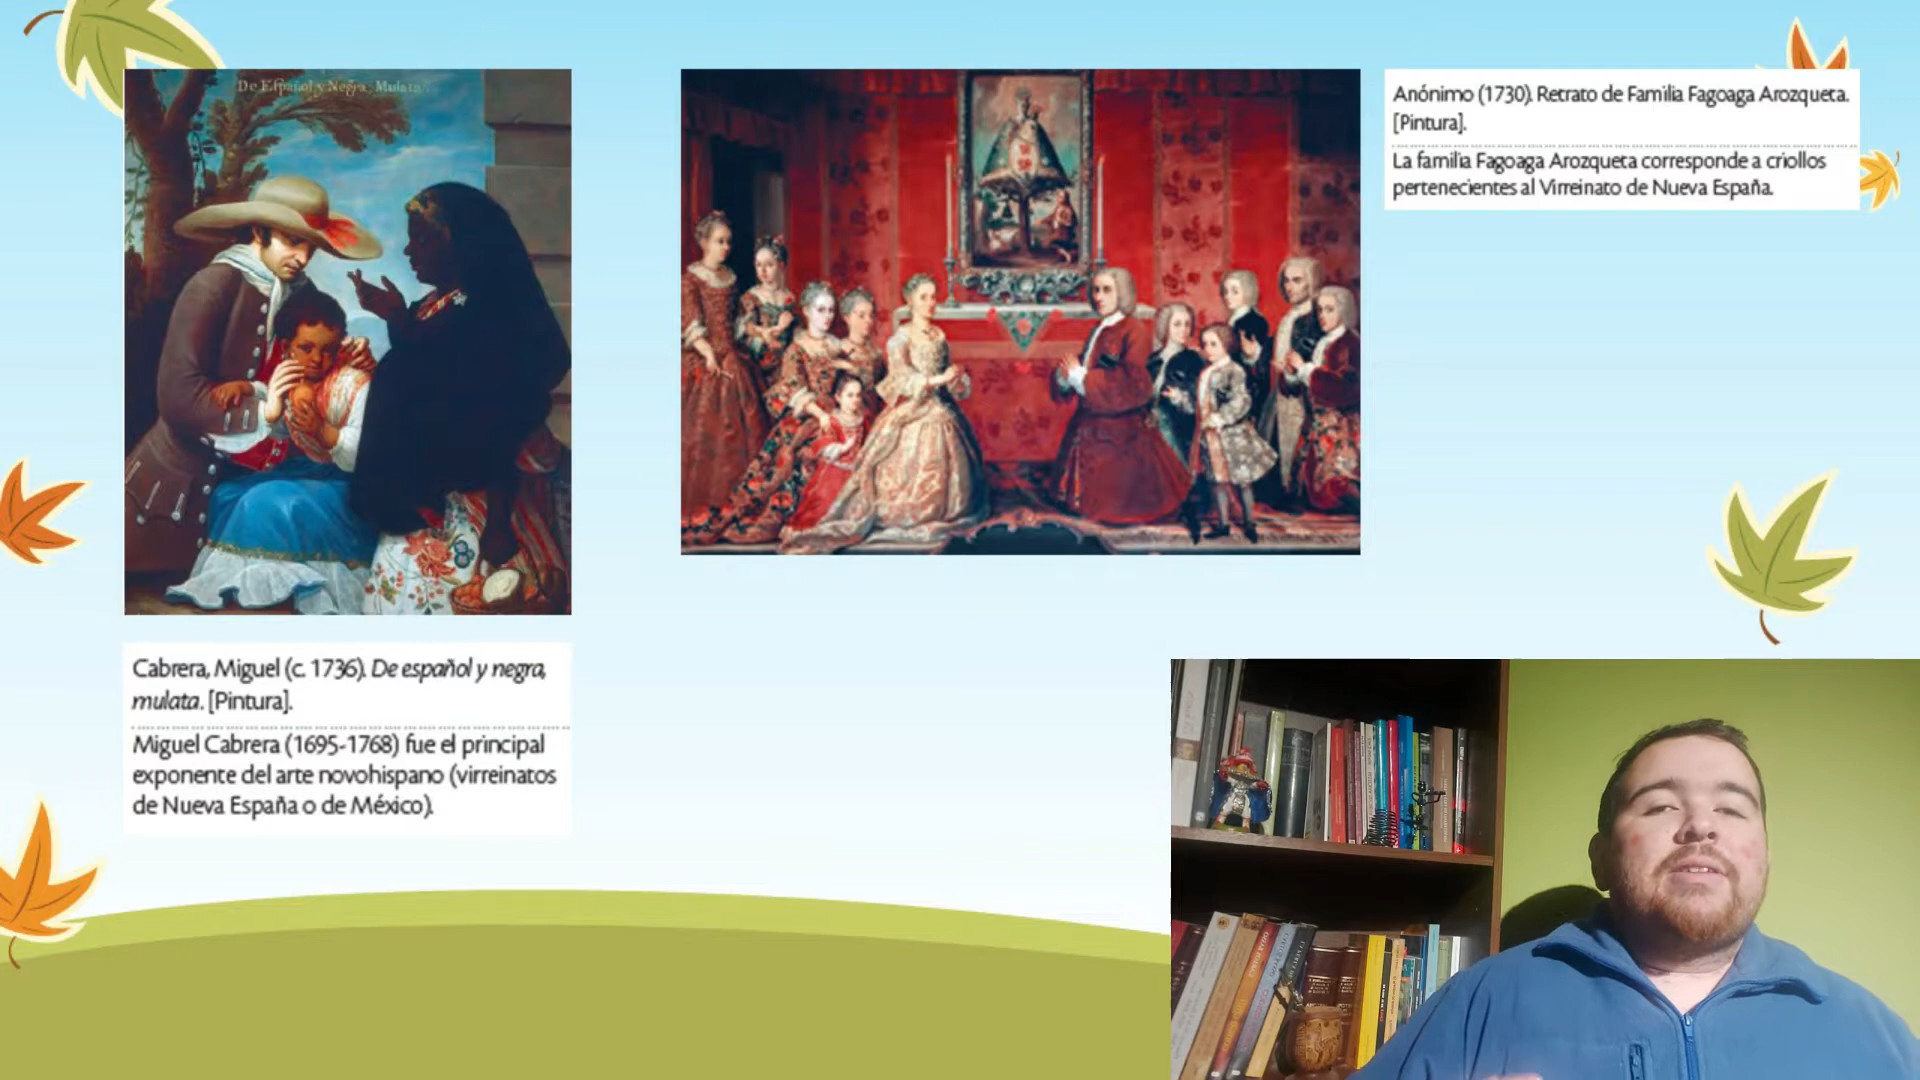 De Español y Negra; Mulata.
Cabrera, Miguel (c. 1736). De español y negra,
mulata. [Pintura].
Miguel Cabrera (1695-1768) fue el principal
exponente del arte novohispano (virreinatos
de Nueva España o de México).
Anónimo (1730). Retrato de Familia Fagoaga Arozqueta.
[Pintura].
La familia Fagoaga Arozqueta corresponde a criollos
pertenecientes al Virreinato de Nueva España.